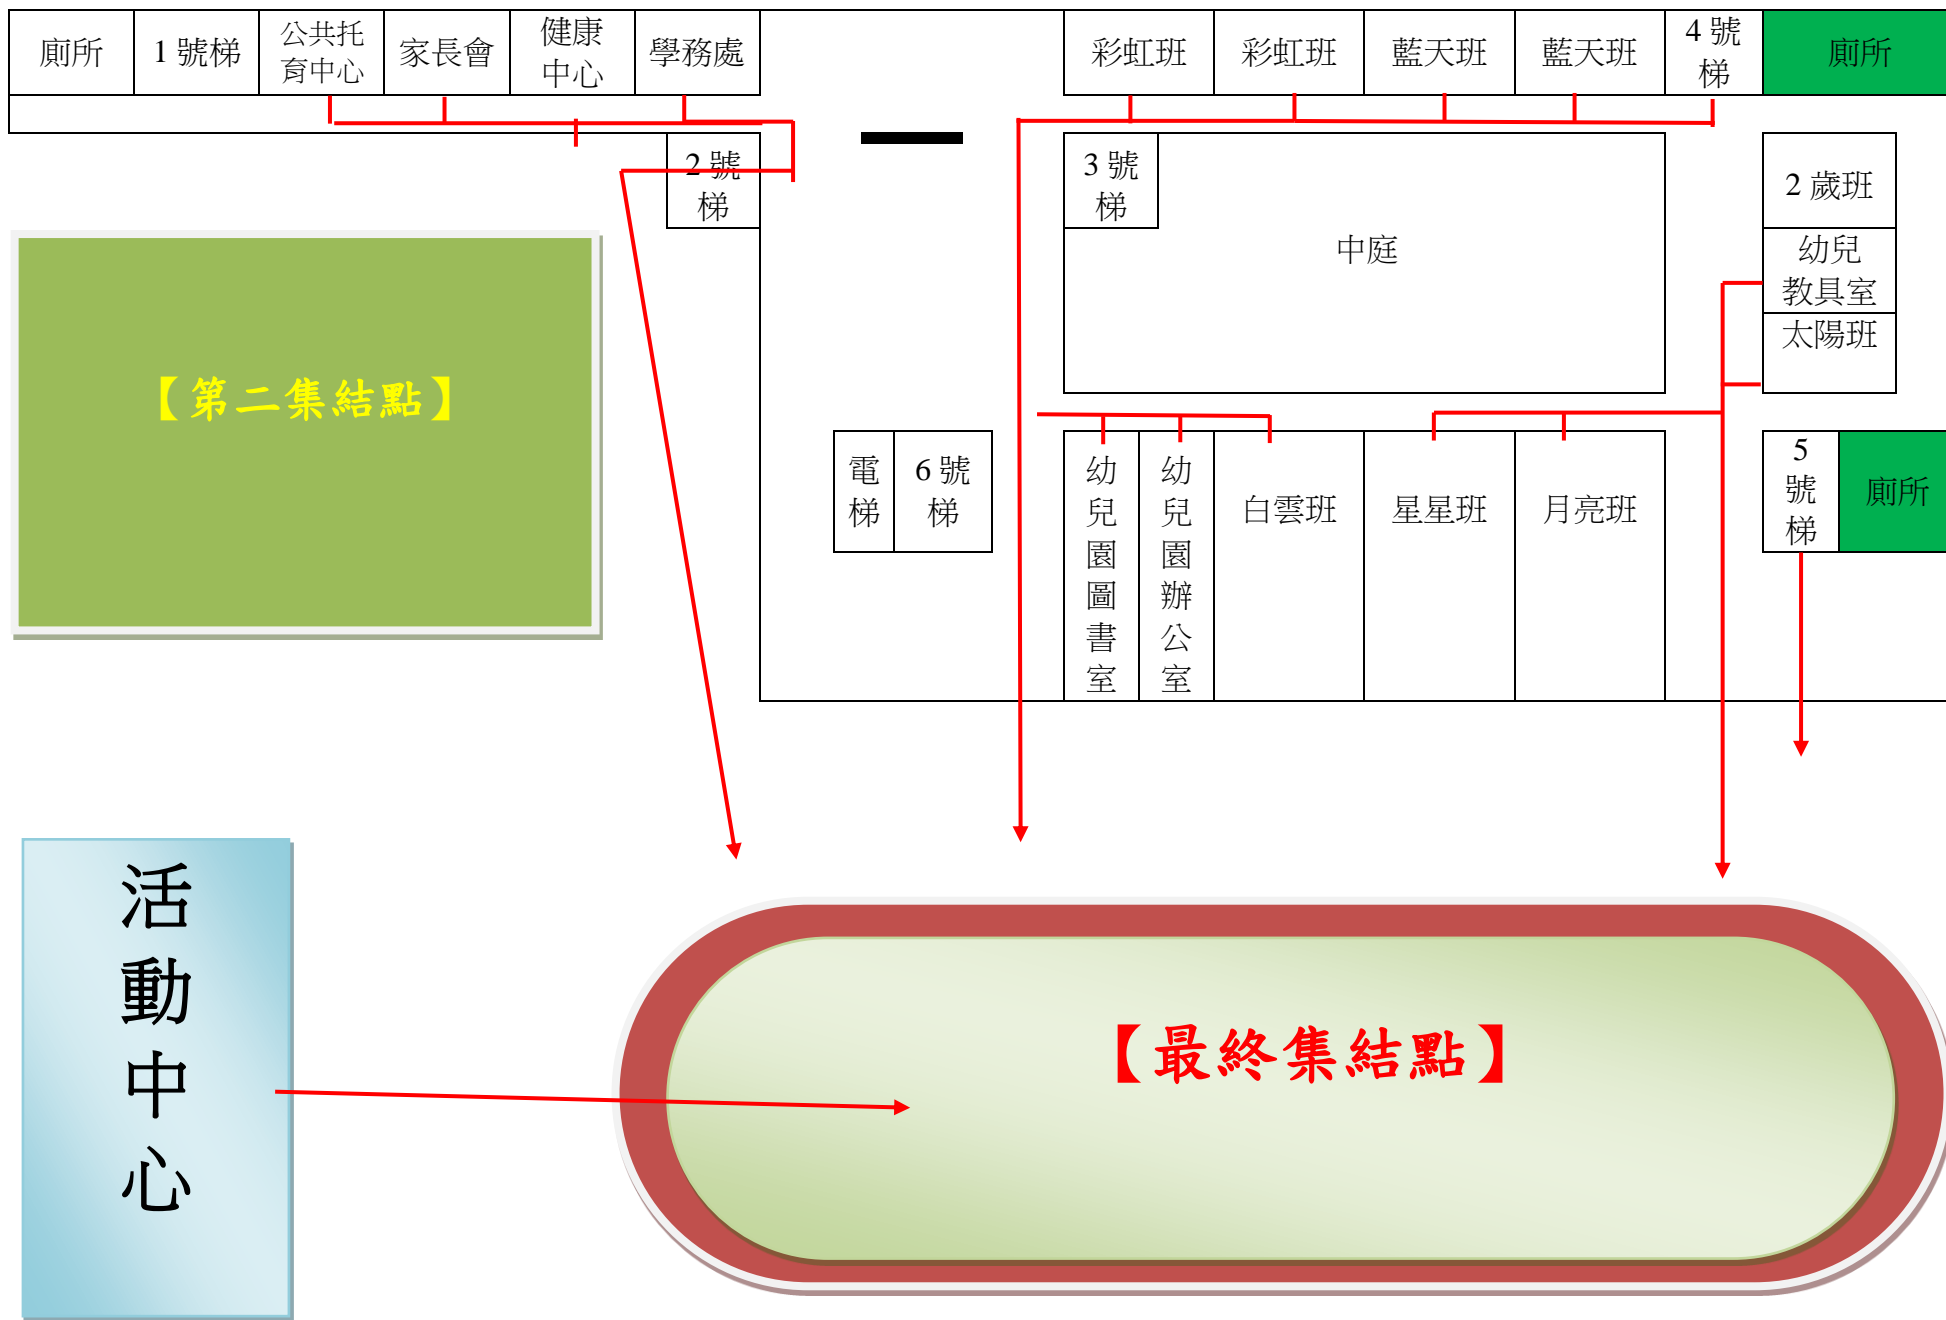 廁所
1 號梯
公共托
育中心
家長會
健康
中心
學務處
彩虹班
彩虹班
藍天班
藍天班
4 號
梯
廁所
2 號
梯
3 號
梯
中庭
2 歲班
幼兒
教具室
太陽班
【第二集結點】
電
梯
6 號
梯
幼
兒
園
圖
書
室
幼
兒
園
辦
公
室
白雲班
星星班
月亮班
5
號
梯
廁所
活
動
中
心
【最終集結點】